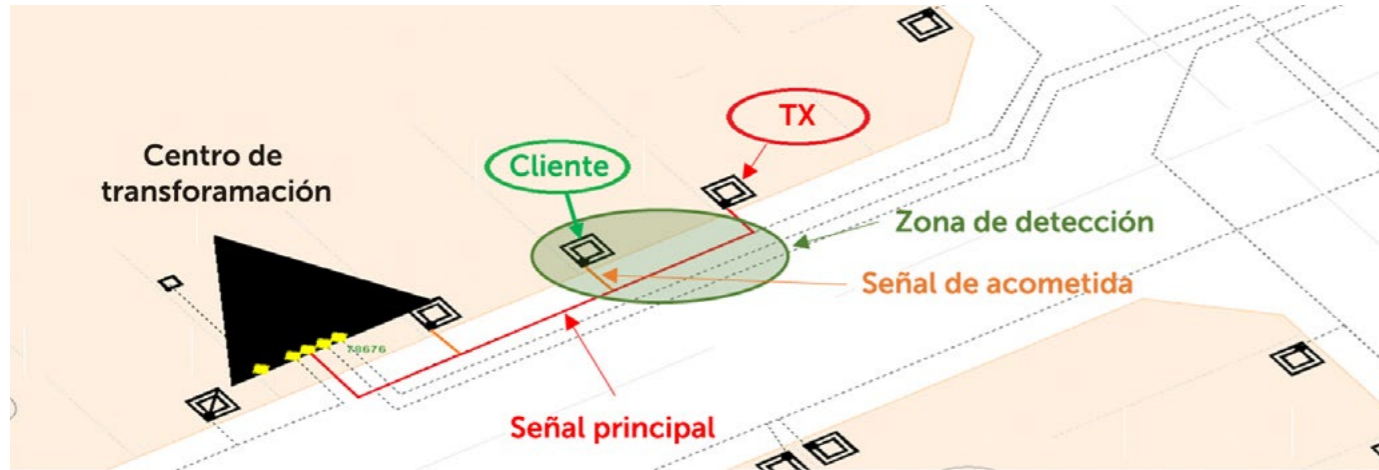 TX
Centro de
transforamación
Cliente
Zona de detección
Señal de acometida
78676
Señal principal